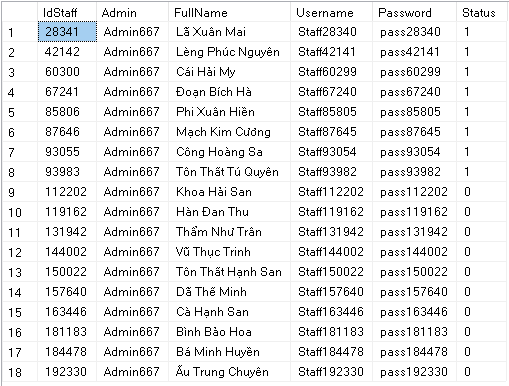 IdStaff Admin FullName Username Password Status
1 28341 Admin667 Lã Xuân Mai Staff28340 pass28340 1
2 42142 Admin667 Lèng Phúc Nguyên Staff42141 pass42141 1
3 60300 Admin667 Cái Hải My Staff60299 pass60299 1
4 67241 Admin667 Đoạn Bích Hà Staff67240 pass67240 1
5 85806 Admin667 Phi Xuân Hiền Staff85805 pass85805 1
6 87646 Admin667 Mạch Kim Cương Staff87645 pass87645 1
7 93055 Admin667 Công Hoàng Sa Staff93054 pass93054 1
8 93983 Admin667 Tôn Thất Tú Quyên Staff93982 pass93982 1
9 112202 Admin667 Khoa Hải San Staff112202 pass112202 0
10 119162 Admin667 Hàn Đan Thu Staff119162 pass119162 0
11 131942 Admin667 Thẩm Như Trân Staff131942 pass131942 0
12 144002 Admin667 Vũ Thục Trinh Staff144002 pass144002 0
13 150022 Admin667 Tôn Thất Hạnh San Staff150022 pass150022 0
14 157640 Admin667 Dã Thế Minh Staff157640 pass157640 0
15 163446 Admin667 Cà Hạnh San Staff163446 pass163446 0
16 181183 Admin667 Bình Bảo Hoa Staff181183 pass181183 0
17 184478 Admin667 Bá Minh Huyền Staff184478 pass184478 0
18 192330 Admin667 Ấu Trung Chuyên Staff192330 pass192330 0